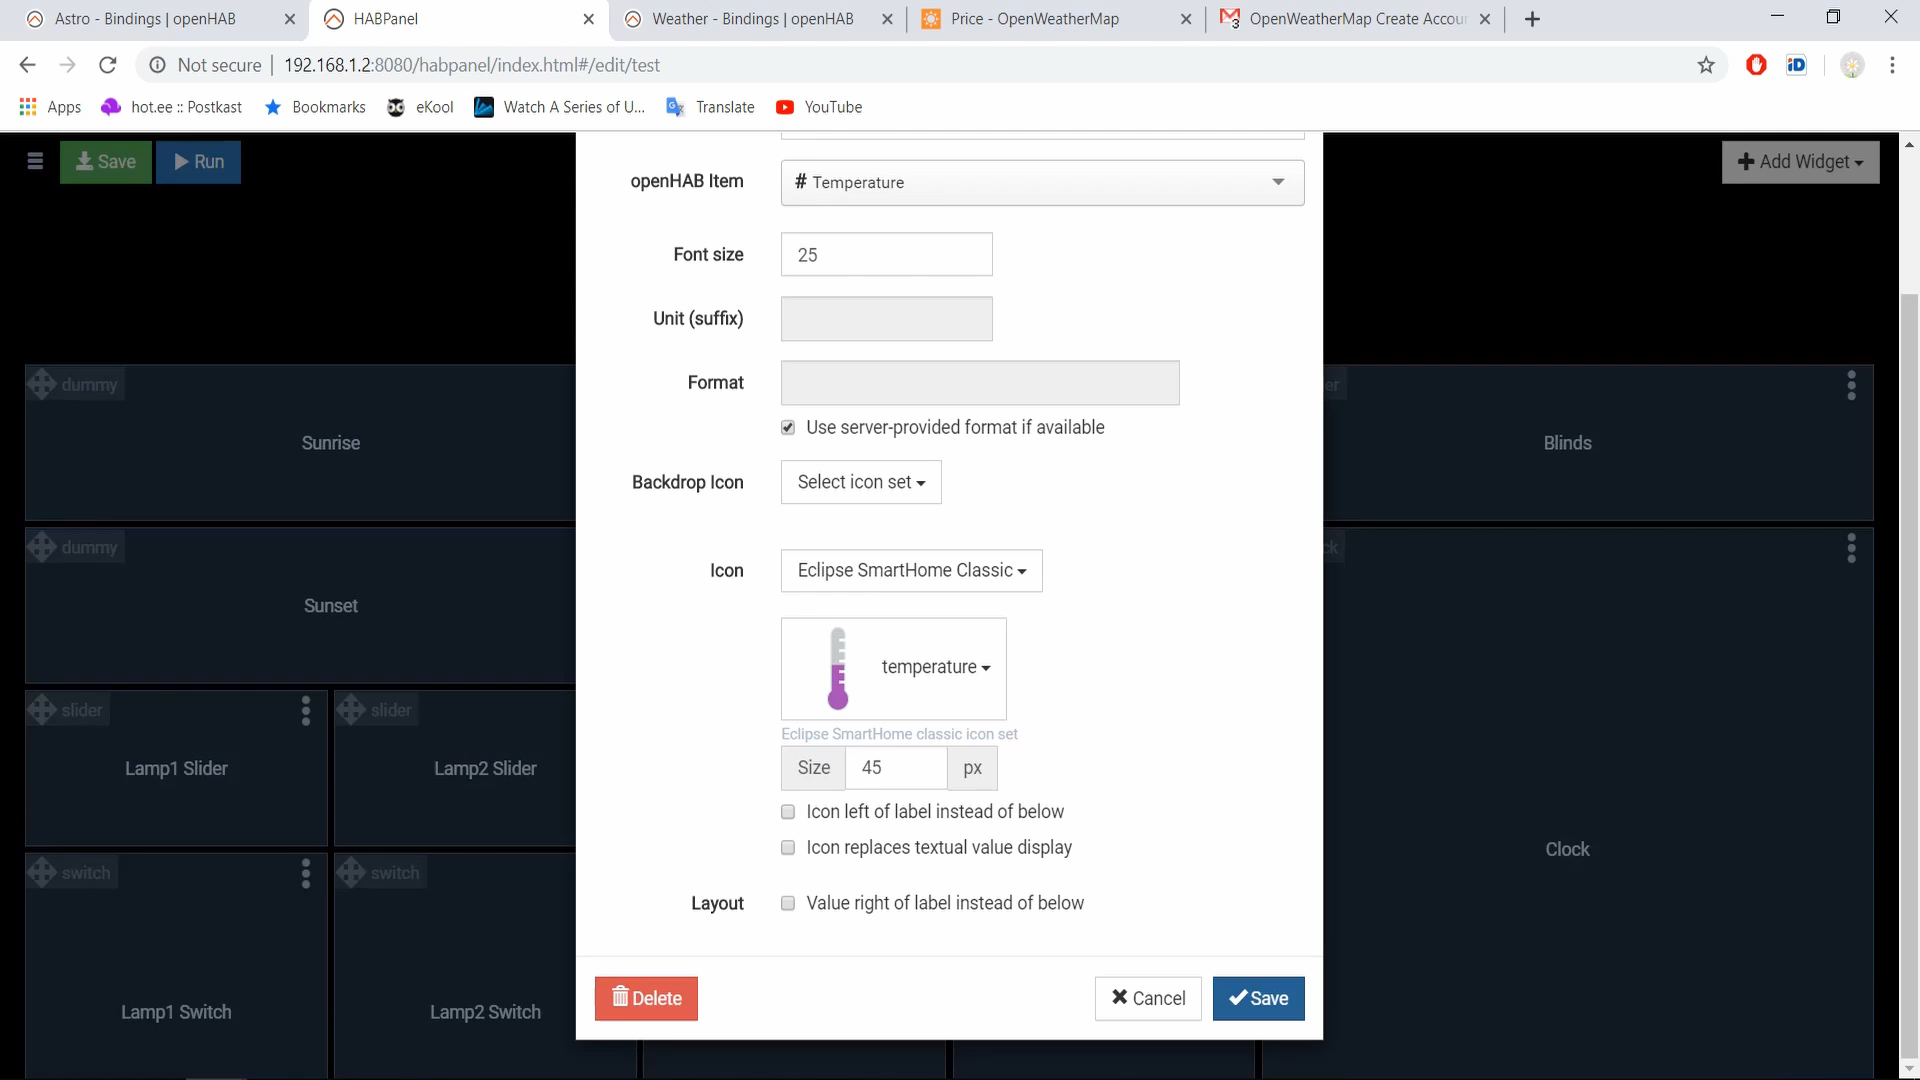 Astro - Bindings | openHAB
HABPanel
Weather - Bindings | openHAB
Price - OpenWeatherMap
3 OpenWeatherMap Create Accou
Not secure | 192.168.1.2:8080/habpanel/index.html#/edit/test
iD
Apps
hot.ee :: Postkast
Bookmarks
eKool
Watch A Series of U...
Translate
YouTube
Save
Run
Add Widget
openHAB Item
# Temperature
Font size
25
Unit (suffix)
Format
Use server-provided format if available
Backdrop Icon
Select icon set
Icon
Eclipse SmartHome Classic
temperature
Eclipse SmartHome classic icon set
Size 45 px
Icon left of label instead of below
Icon replaces textual value display
Layout
Value right of label instead of below
Delete
Cancel
Save
dummy
Sunrise
er
Blinds
dummy
Sunset
ck
Clock
slider
Lamp1 Slider
slider
Lamp2 Slider
switch
Lamp1 Switch
switch
Lamp2 Switch